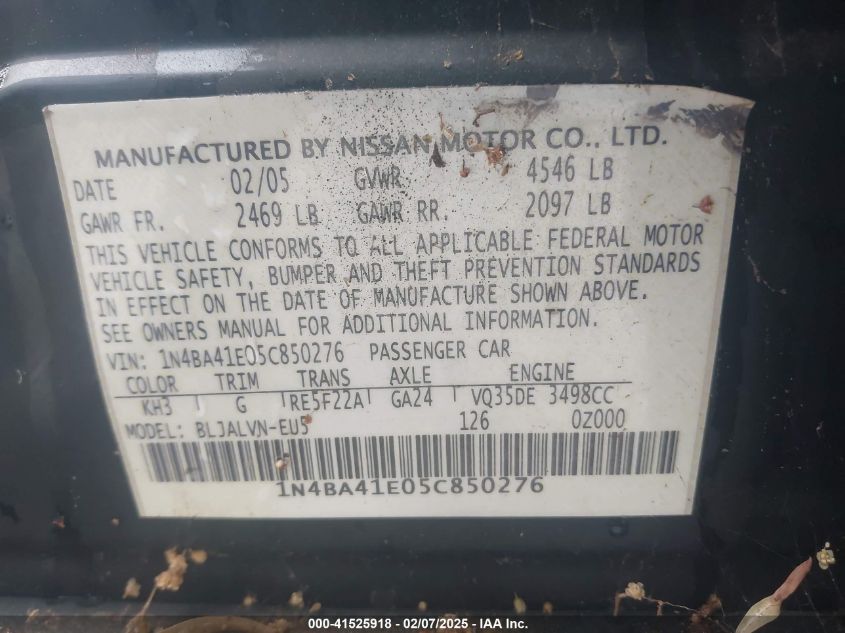 MANUFACTURED BY NISSAN MOTOR CO., LTD.
DATE 02/05 GVWR 4546 LB
GAWR FR. 2469 LB GAWR RR. 2097 LB
THIS VEHICLE CONFORMS TO ALL APPLICABLE FEDERAL MOTOR
VEHICLE SAFETY, BUMPER AND THEFT PREVENTION STANDARDS
IN EFFECT ON THE DATE OF MANUFACTURE SHOWN ABOVE.
SEE OWNERS MANUAL FOR ADDITIONAL INFORMATION.
VIN: 1N4BA41E05C850276 PASSENGER CAR
COLOR TRIM TRANS AXLE ENGINE
KH3 G RE5F22A GA24 VQ35DE 3498CC
MODEL: BLJALVN-EU5 126 0Z000
1N4BA41E05C850276
000-41525918 - 02/07/2025 - IAA Inc.